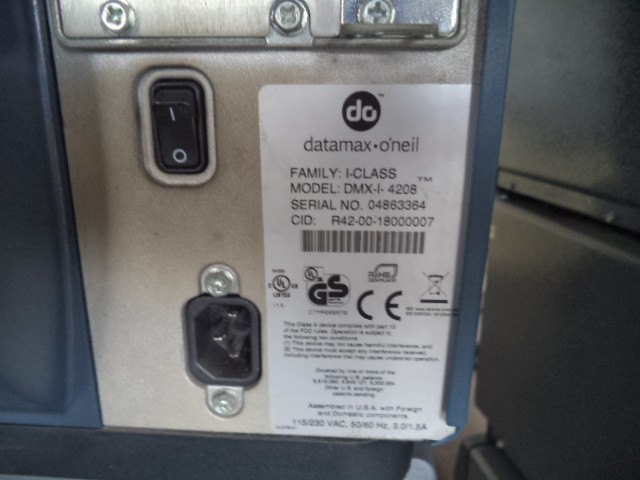 do
™
datamax•o'neil
FAMILY: I-CLASS
MODEL: DMX-I- 4208 ™
SERIAL NO. 04863364
CID: R42-00-18000007
UL
LISTED
GS
RoHS
CE
This Class A device complies with part 15
of the FCC rules. Operation is subject to
the following two conditions
(1) This device may not cause harmful interference, and
(2) This device must accept any interference received,
including interference that may cause undesired operation.
Covered by one or more of the
following U.S. patents
Other U.S. and foreign
patents pending.
Assembled in U.S.A. with Foreign
and Domestic components.
115/230 VAC, 50/60 Hz, 3.0/1.5A